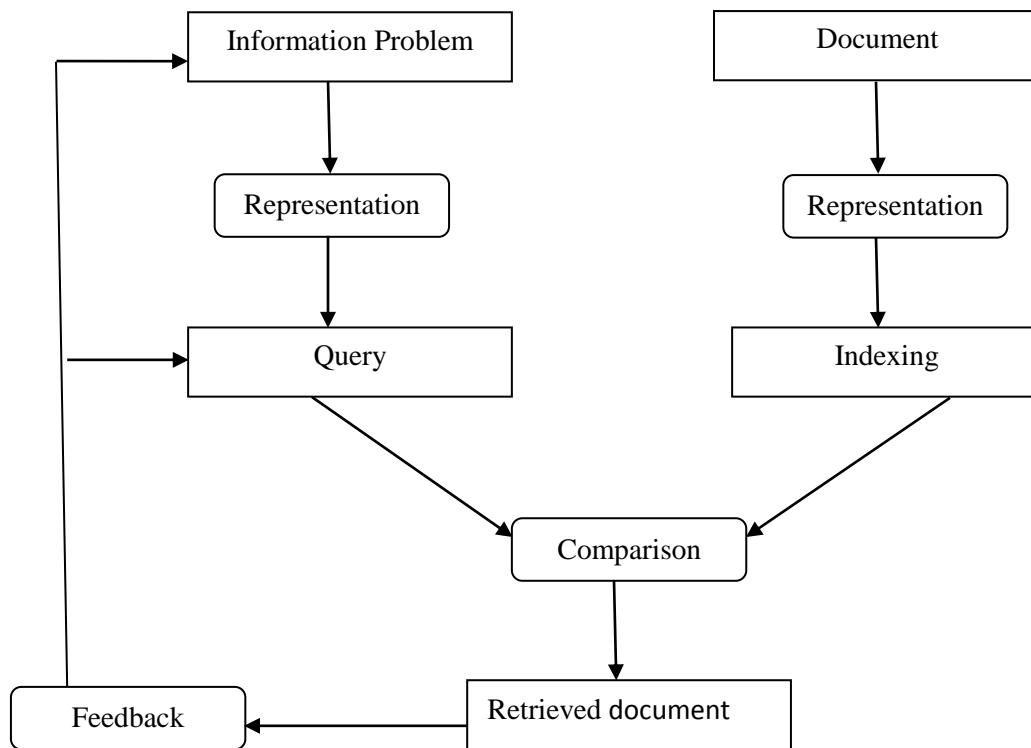 Information Problem
Document
Representation
Representation
Query
Indexing
Comparison
Feedback
Retrieved document